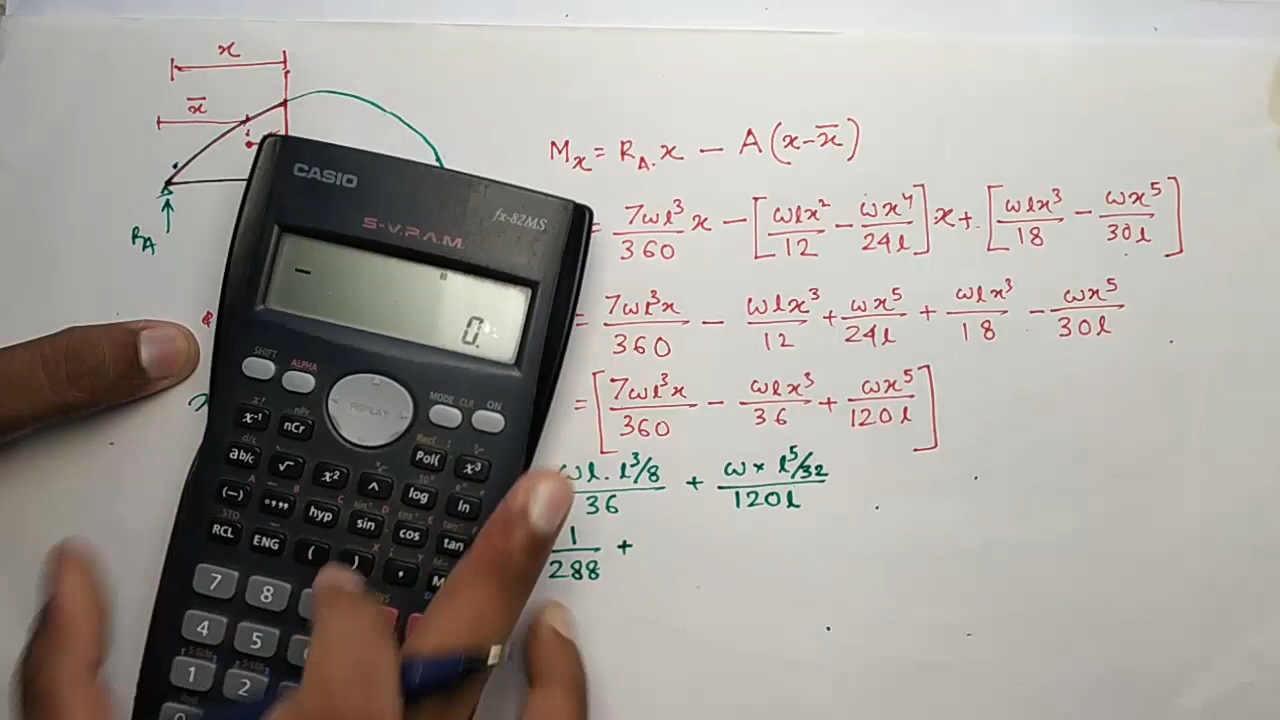 x
x̄
R_A
M_x = R_A.x − A(x−x̄)
= 7ωl³/360 x − [ωlx²/12 − ωx⁴/24l]x + [ωlx³/18 − ωx⁵/30l]
= 7ωl³x/360 − ωlx³/12 + ωx⁵/24l + ωlx³/18 − ωx⁵/30l
= [7ωl³x/360 − ωlx³/36 + ωx⁵/120l]
ωl.l³/8/36 + ω×l⁵/32/120l
1/288 +
CASIO
fx-82MS
S-V.P.A.M.
0.
SHIFT ALPHA REPLAY MODE CLR ON
x! nPr Rec( :
x⁻¹ nCr Pol( x³
d/c
ab/c √ x² ^ log ln
(−) °,,, hyp sin cos tan
STO
RCL ENG ( ) ,
7 8
4 5
1 2